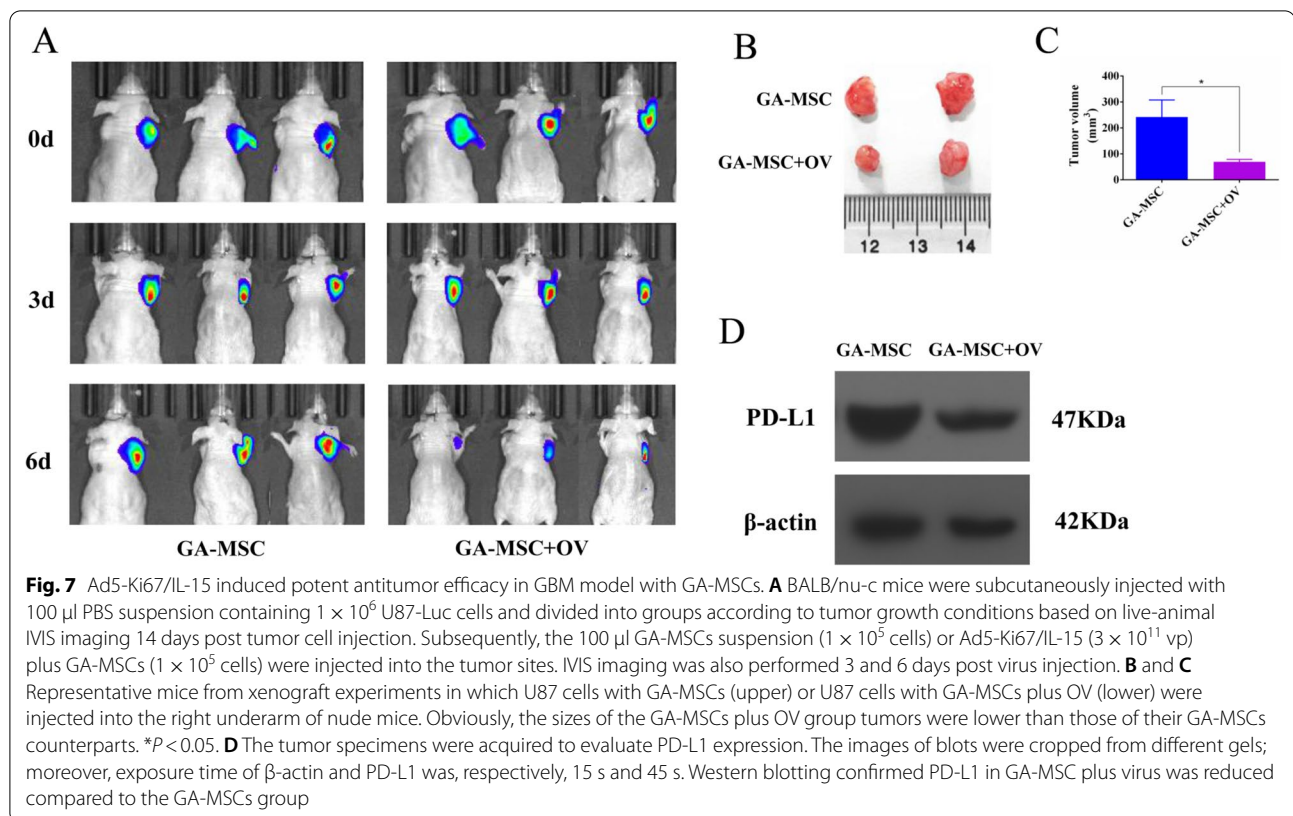 A
0d
3d
6d
GA-MSC
GA-MSC+OV
B
GA-MSC
GA-MSC+OV
12
13
14
C
Tumor volume
(mm³)
400
300
200
100
0
*
GA-MSC
GA-MSC+OV
D
GA-MSC
GA-MSC+OV
PD-L1
47KDa
β-actin
42KDa
Fig. 7 Ad5-Ki67/IL-15 induced potent antitumor efficacy in GBM model with GA-MSCs. A BALB/nu-c mice were subcutaneously injected with
100 µl PBS suspension containing 1 × 10⁶ U87-Luc cells and divided into groups according to tumor growth conditions based on live-animal
IVIS imaging 14 days post tumor cell injection. Subsequently, the 100 µl GA-MSCs suspension (1 × 10⁵ cells) or Ad5-Ki67/IL-15 (3 × 10¹¹ vp)
plus GA-MSCs (1 × 10⁵ cells) were injected into the tumor sites. IVIS imaging was also performed 3 and 6 days post virus injection. B and C
Representative mice from xenograft experiments in which U87 cells with GA-MSCs (upper) or U87 cells with GA-MSCs plus OV (lower) were
injected into the right underarm of nude mice. Obviously, the sizes of the GA-MSCs plus OV group tumors were lower than those of their GA-MSCs
counterparts. *P < 0.05. D The tumor specimens were acquired to evaluate PD-L1 expression. The images of blots were cropped from different gels;
moreover, exposure time of β-actin and PD-L1 was, respectively, 15 s and 45 s. Western blotting confirmed PD-L1 in GA-MSC plus virus was reduced
compared to the GA-MSCs group